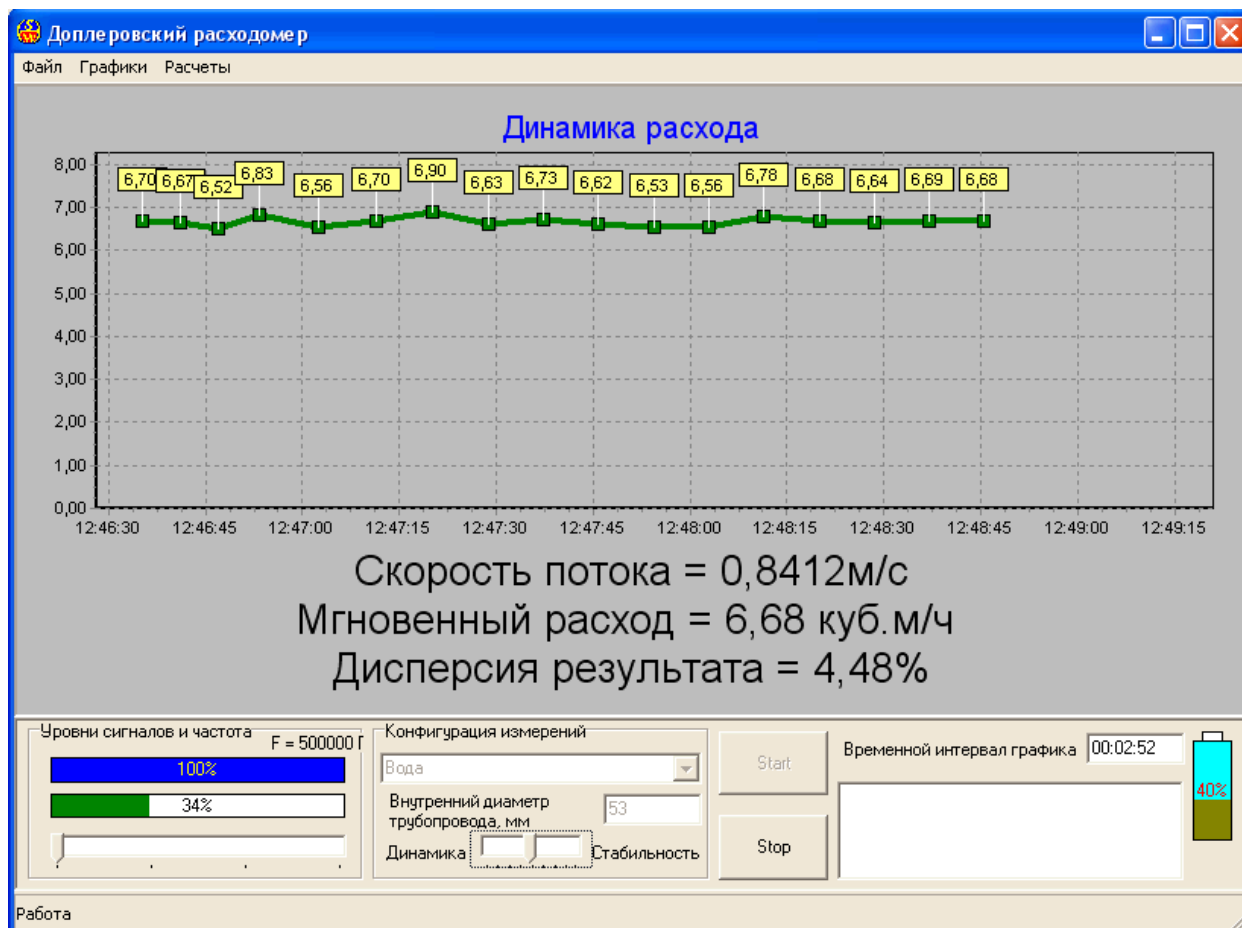 Доплеровский расходомер
Файл Графики Расчеты
Динамика расхода
8,00
7,00
6,00
5,00
4,00
3,00
2,00
1,00
0,00
6,70 6,67 6,52 6,83 6,56 6,70 6,90 6,63 6,73 6,62 6,53 6,56 6,78 6,68 6,64 6,69 6,68
12:46:30 12:46:45 12:47:00 12:47:15 12:47:30 12:47:45 12:48:00 12:48:15 12:48:30 12:48:45 12:49:00 12:49:15
Скорость потока = 0,8412м/с
Мгновенный расход = 6,68 куб.м/ч
Дисперсия результата = 4,48%
Уровни сигналов и частота
F = 500000 Г
100%
34%
Конфигурация измерений
Вода
Внутренний диаметр
трубопровода, мм
53
Динамика Стабильность
Start
Stop
Временной интервал графика 00:02:52
40%
Работа